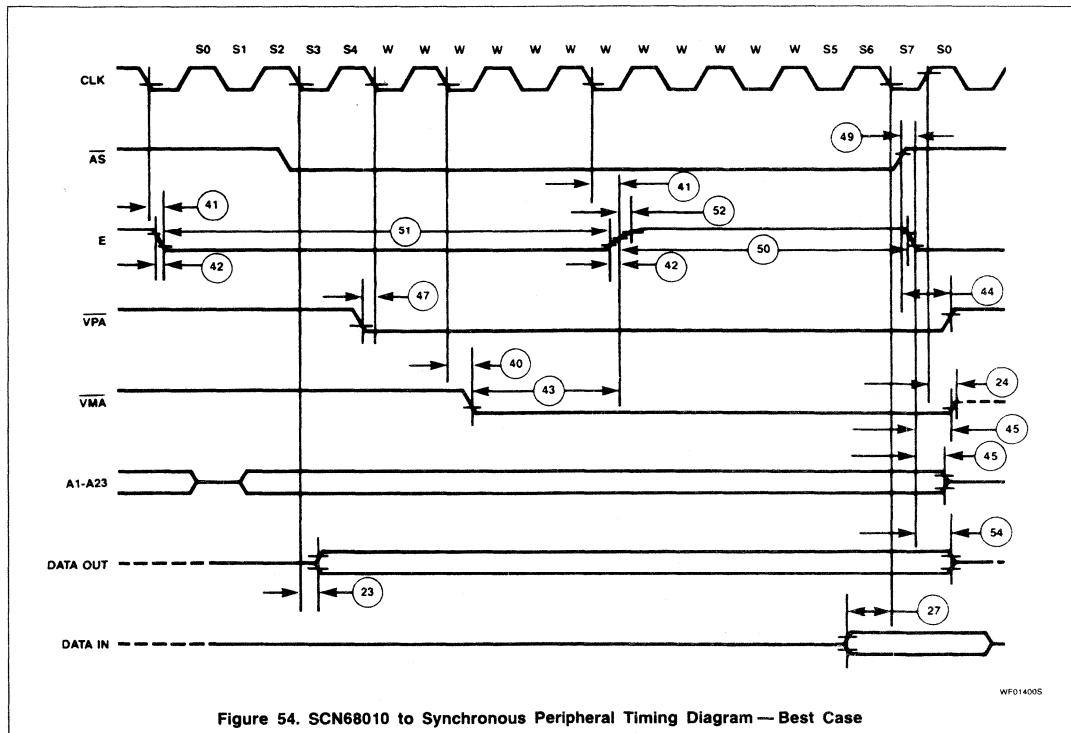 S0 S1 S2 S3 S4 W W W W W W W W W W W W S5 S6 S7 S0
CLK
49
AS
41
41
52
E
51
42
42
50
47
44
VPA
40
43
24
VMA
45
45
A1-A23
54
DATA OUT
23
27
DATA IN
WF01400S
Figure 54. SCN68010 to Synchronous Peripheral Timing Diagram — Best Case